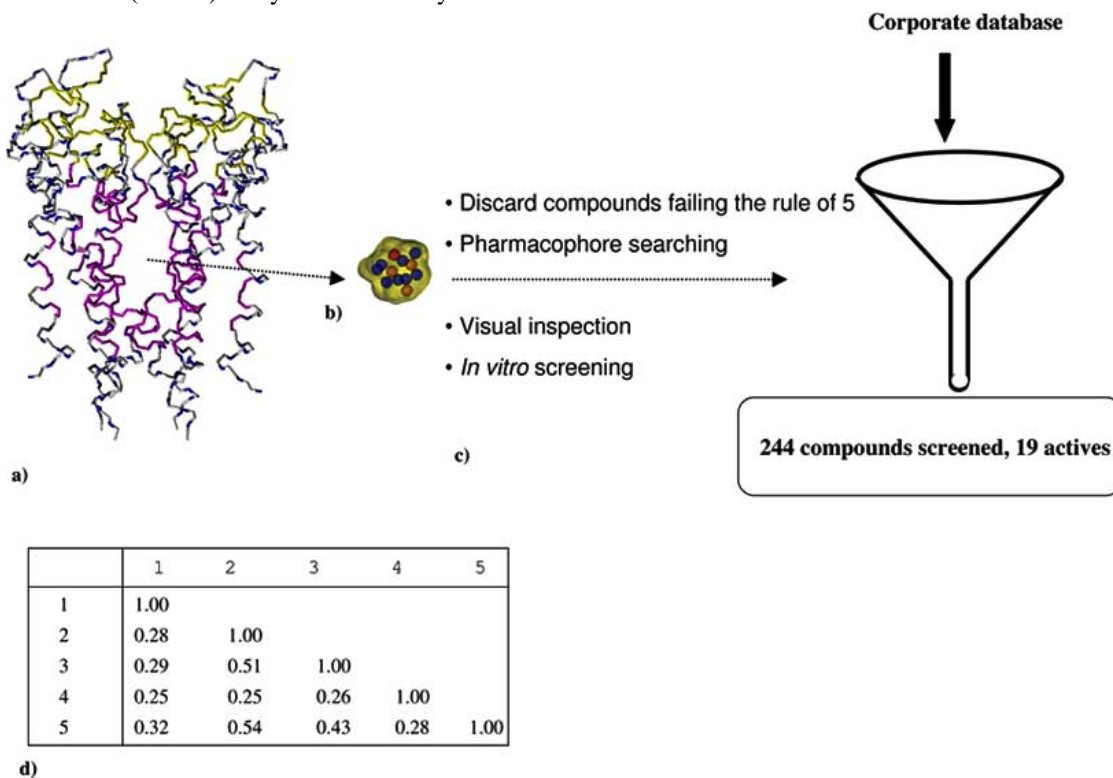 Corporate database
• Discard compounds failing the rule of 5
• Pharmacophore searching
b)
• Visual inspection
• In vitro screening
244 compounds screened, 19 actives
c)
a)
1 2 3 4 5
1 1.00
2 0.28 1.00
3 0.29 0.51 1.00
4 0.25 0.25 0.26 1.00
5 0.32 0.54 0.43 0.28 1.00
d)